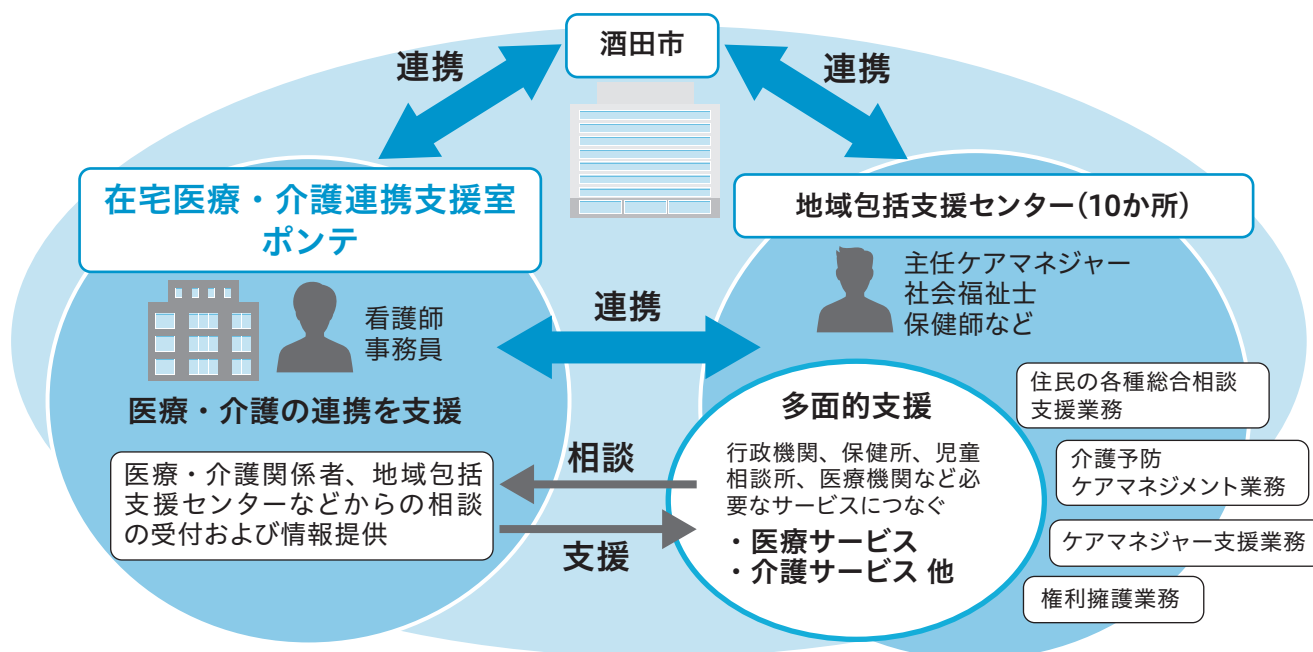 酒田市
連携
連携
在宅医療・介護連携支援室
ポンテ
看護師
事務員
医療・介護の連携を支援
医療・介護関係者、地域包括
支援センターなどからの相談
の受付および情報提供
連携
相談
支援
地域包括支援センター（10か所）
主任ケアマネジャー
社会福祉士
保健師など
多面的支援
行政機関、保健所、児童
相談所、医療機関など必
要なサービスにつなぐ
・医療サービス
・介護サービス 他
住民の各種総合相談
支援業務
介護予防
ケアマネジメント業務
ケアマネジャー支援業務
権利擁護業務